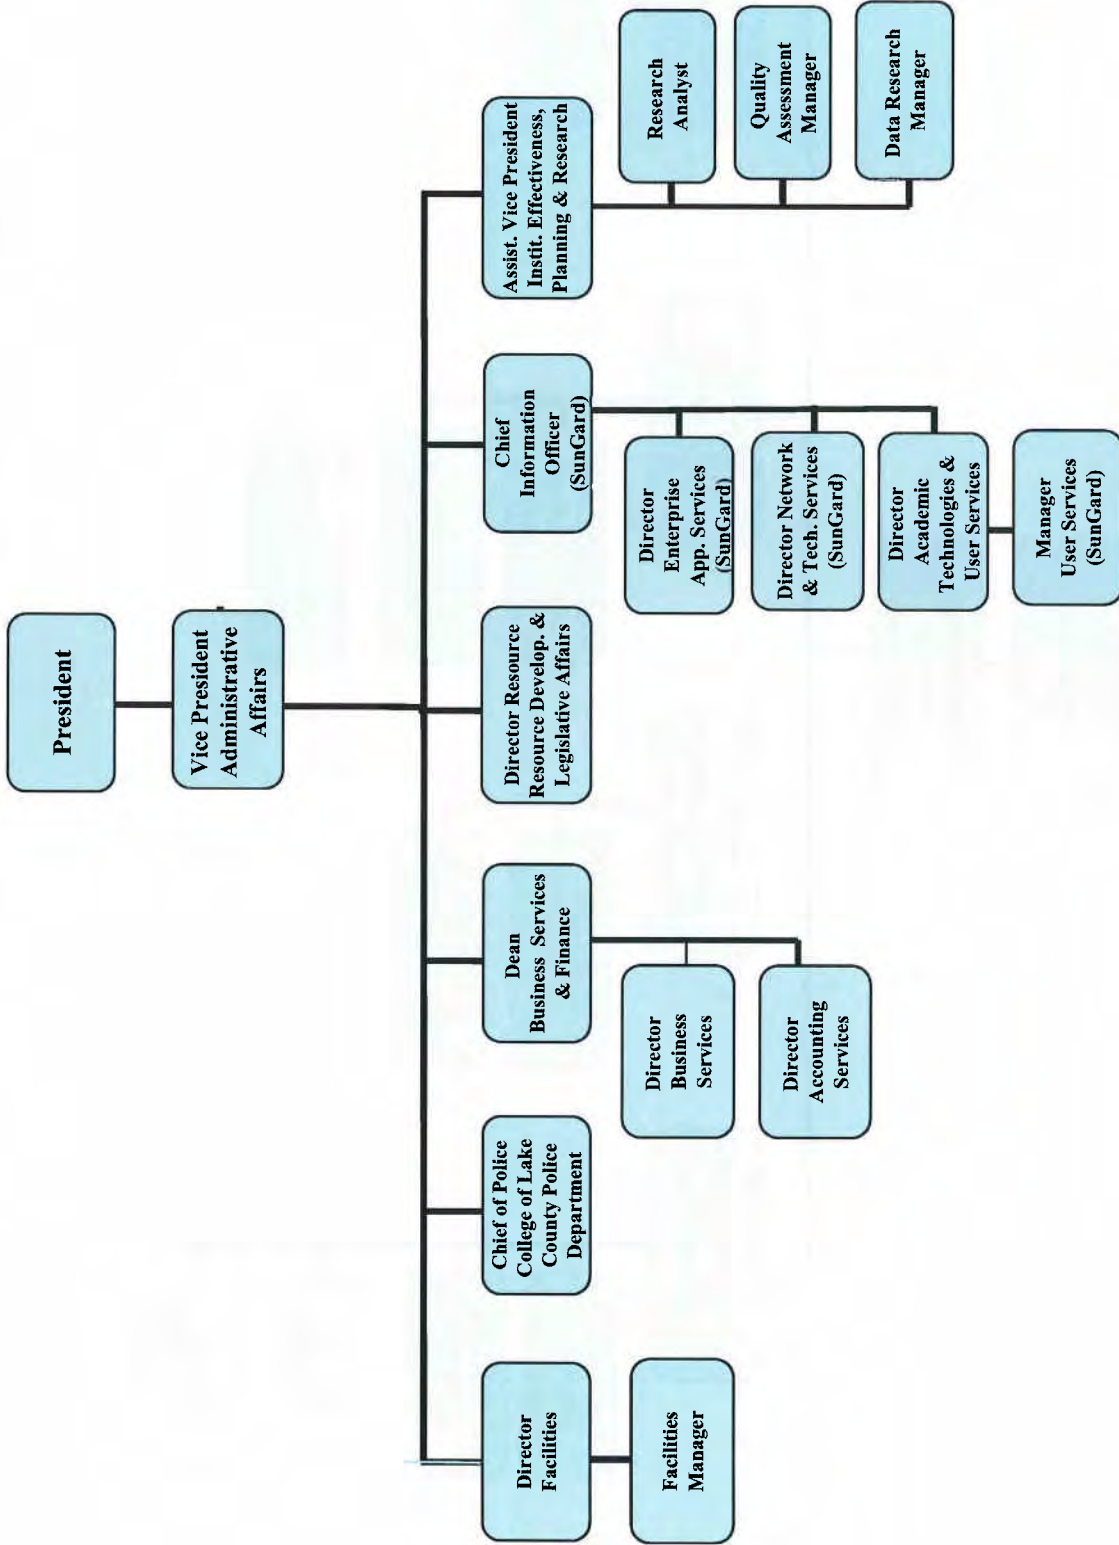 President
Vice President
Administrative
Affairs
Director
Facilities
Facilities
Manager
Chief of Police
College of Lake
County Police
Department
Dean
Business Services
& Finance
Director
Business
Services
Director
Accounting
Services
Director Resource
Resource Develop. &
Legislative Affairs
Chief
Information
Officer
(SunGard)
Director
Enterprise
App. Services
(SunGard)
Director Network
& Tech. Services
(SunGard)
Director
Academic
Technologies &
User Services
Manager
User Services
(SunGard)
Assist. Vice President
Instit. Effectiveness,
Planning & Research
Research
Analyst
Quality
Assessment
Manager
Data Research
Manager